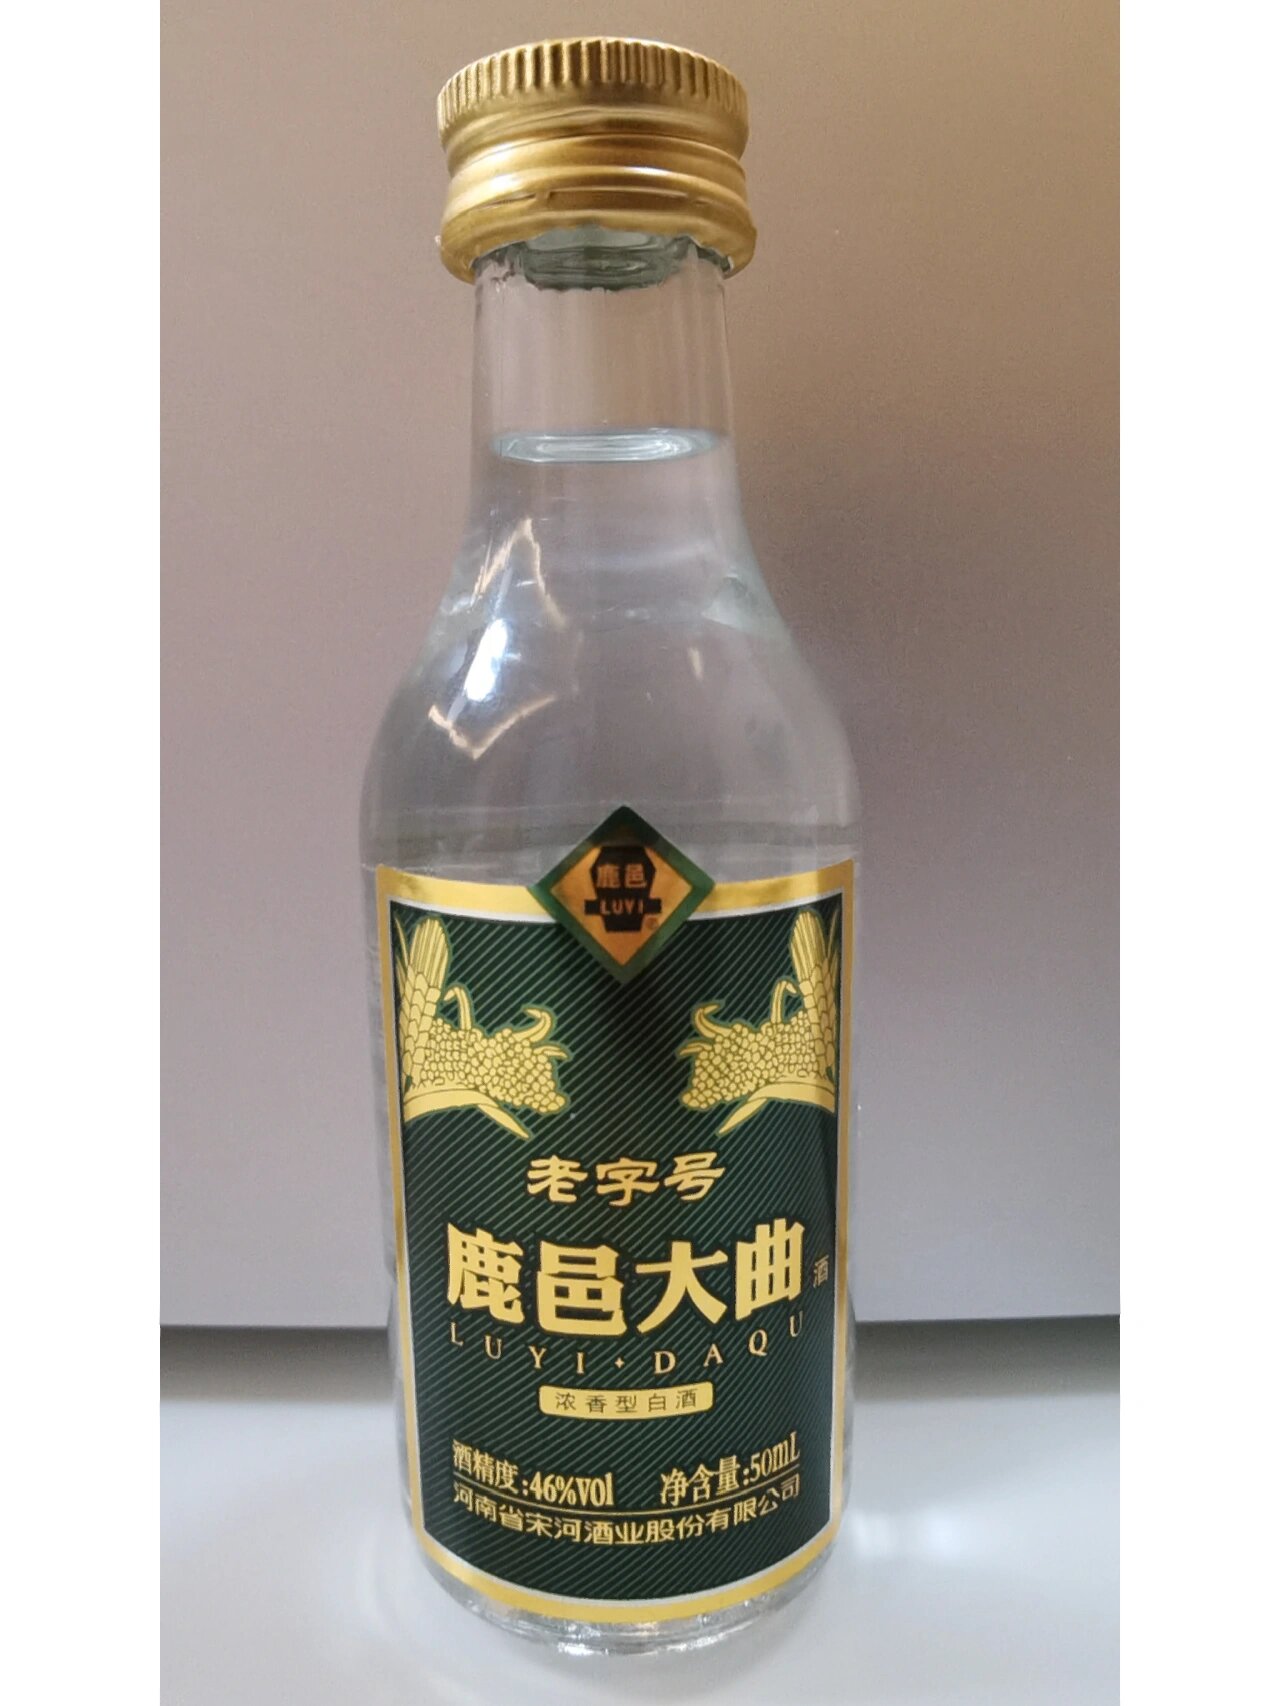 鹿邑
LUYI
老字号
鹿邑大曲酒
LUYI·DAQU
浓香型白酒
酒精度:46%vol 净含量:50mL
河南省宋河酒业股份有限公司